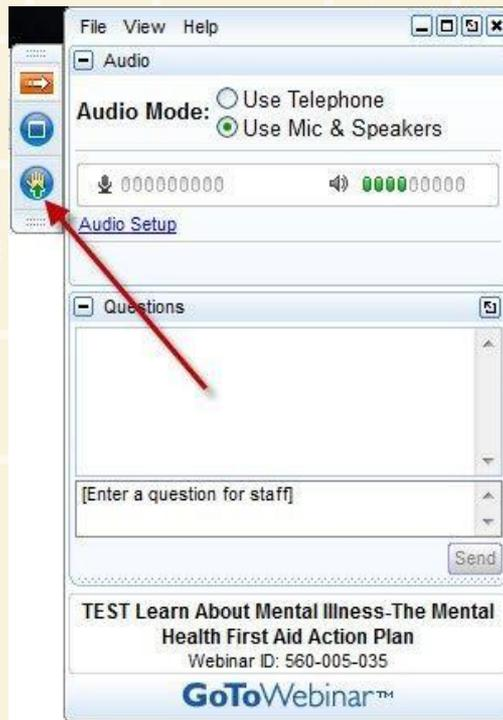 File View Help
Audio
Audio Mode: Use Telephone
Use Mic & Speakers
Audio Setup
Questions
[Enter a question for staff]
Send
TEST Learn About Mental Illness-The Mental
Health First Aid Action Plan
Webinar ID: 560-005-035
GoToWebinar™